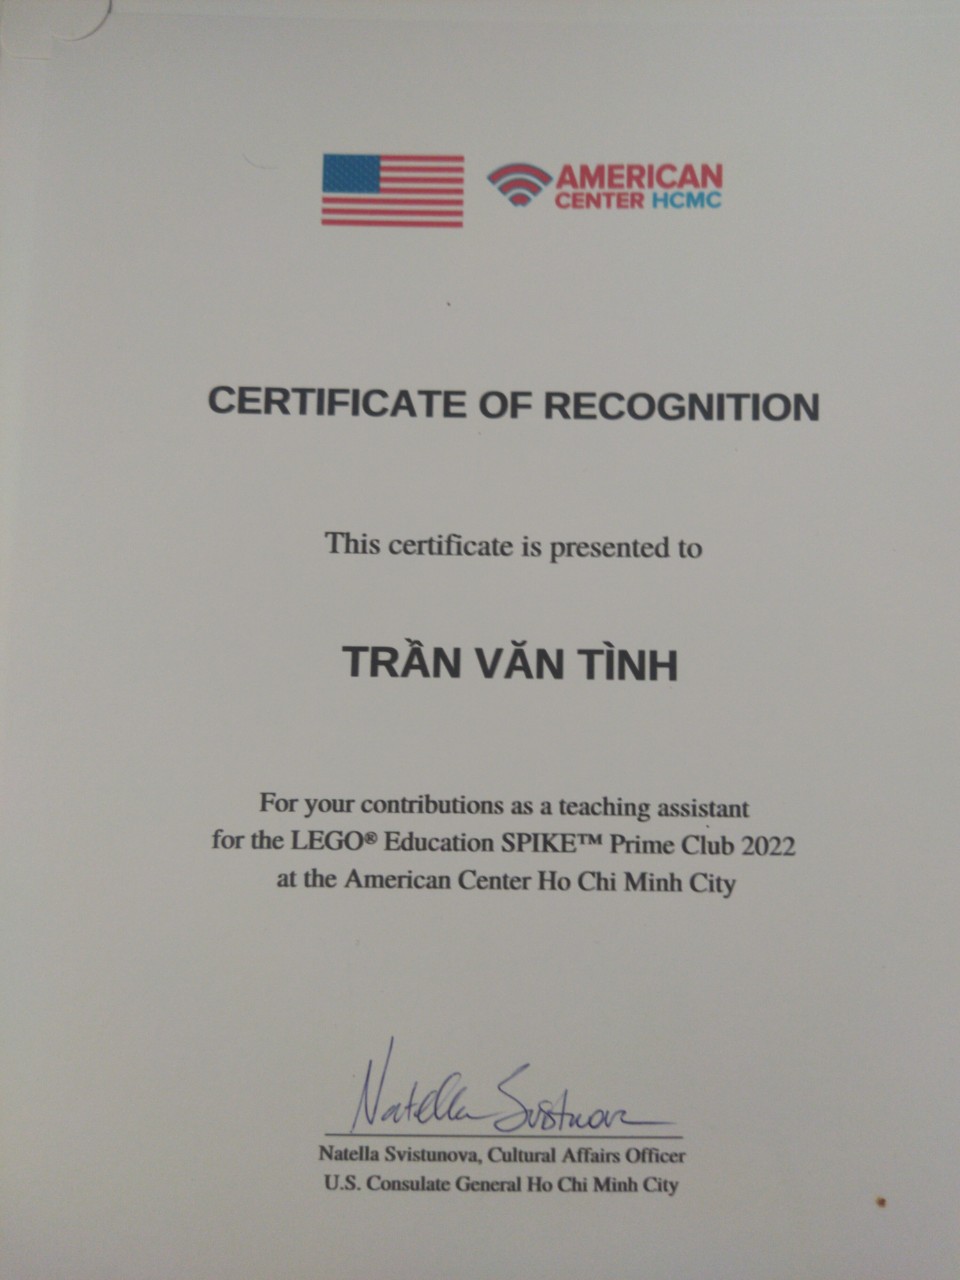 AMERICAN
CENTER HCMC
CERTIFICATE OF RECOGNITION
This certificate is presented to
TRẦN VĂN TÌNH
For your contributions as a teaching assistant
for the LEGO® Education SPIKE™ Prime Club 2022
at the American Center Ho Chi Minh City
Natella Svistunova
Natella Svistunova, Cultural Affairs Officer
U.S. Consulate General Ho Chi Minh City